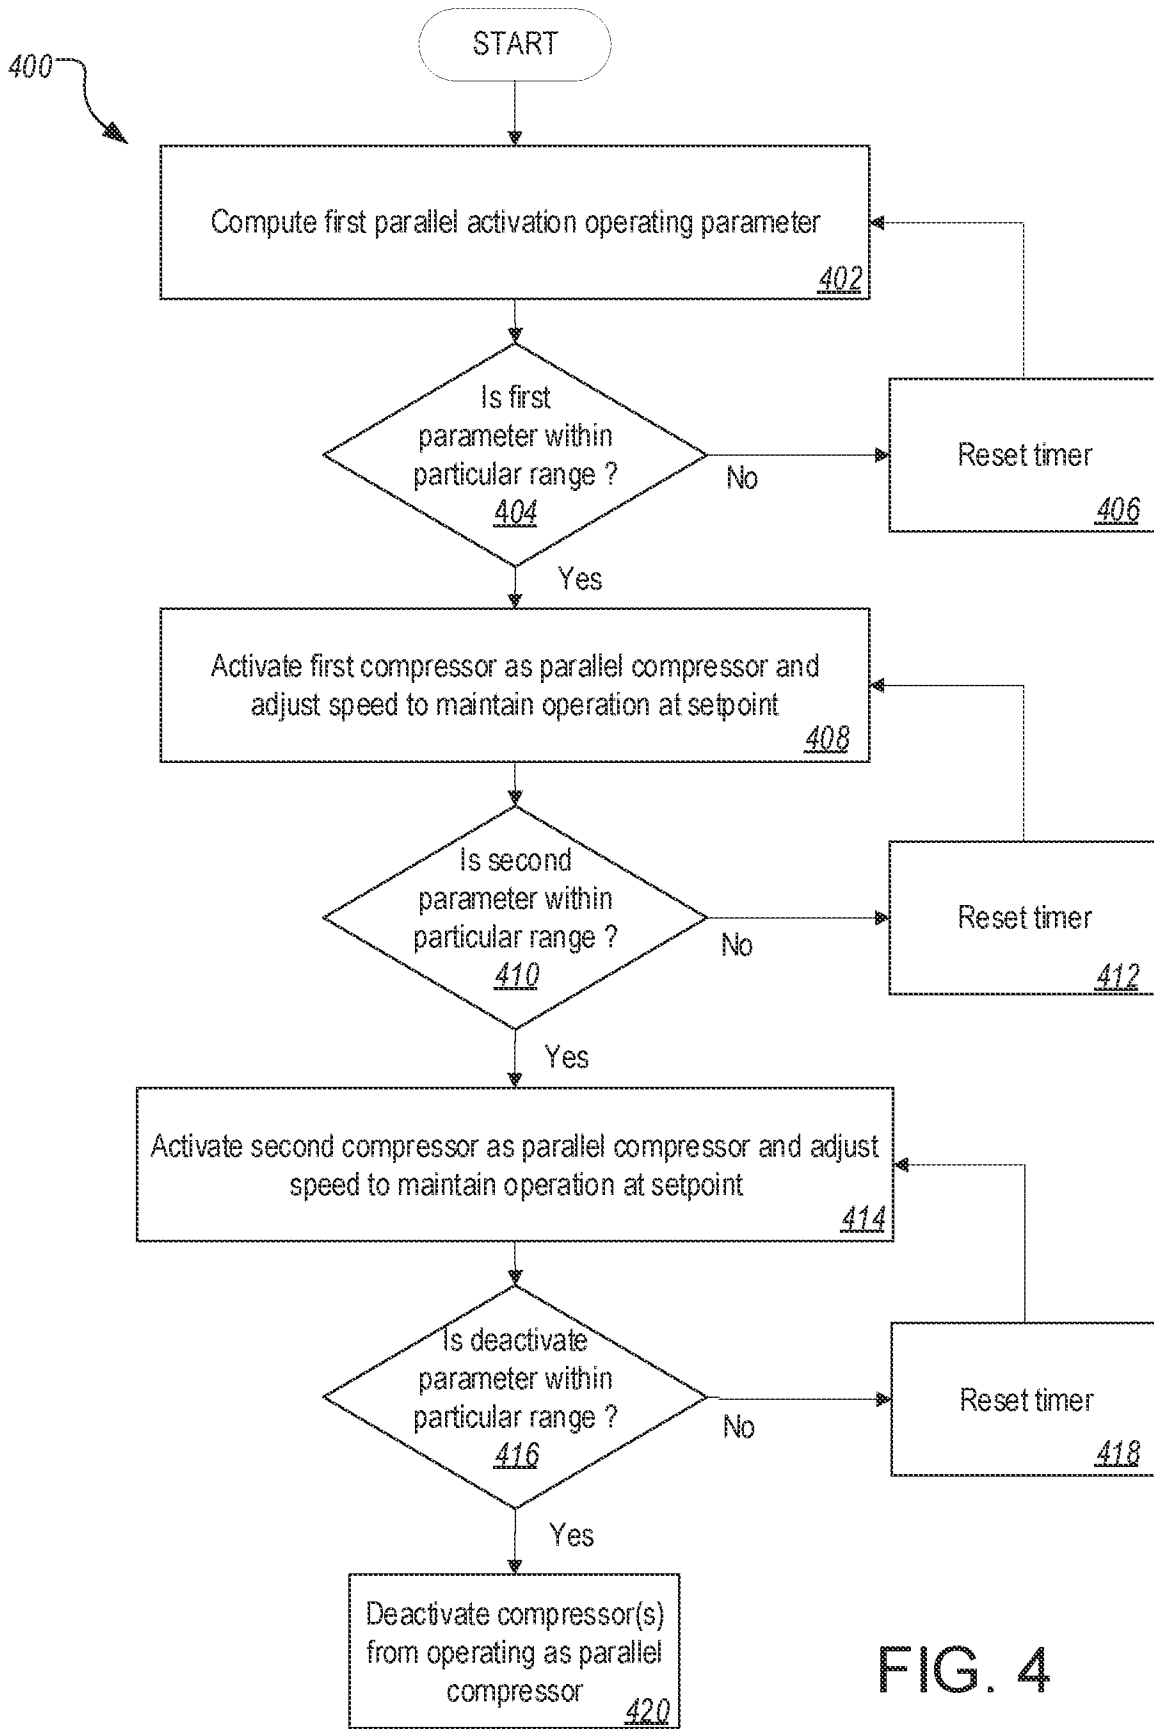 START
400
Compute first parallel activation operating parameter
402
Is first
parameter within
particular range ?
404
No
Reset timer
406
Yes
Activate first compressor as parallel compressor and
adjust speed to maintain operation at setpoint
408
Is second
parameter within
particular range ?
410
No
Reset timer
412
Yes
Activate second compressor as parallel compressor and adjust
speed to maintain operation at setpoint
414
Is deactivate
parameter within
particular range ?
416
No
Reset timer
418
Yes
Deactivate compressor(s)
from operating as parallel
compressor
420
FIG. 4